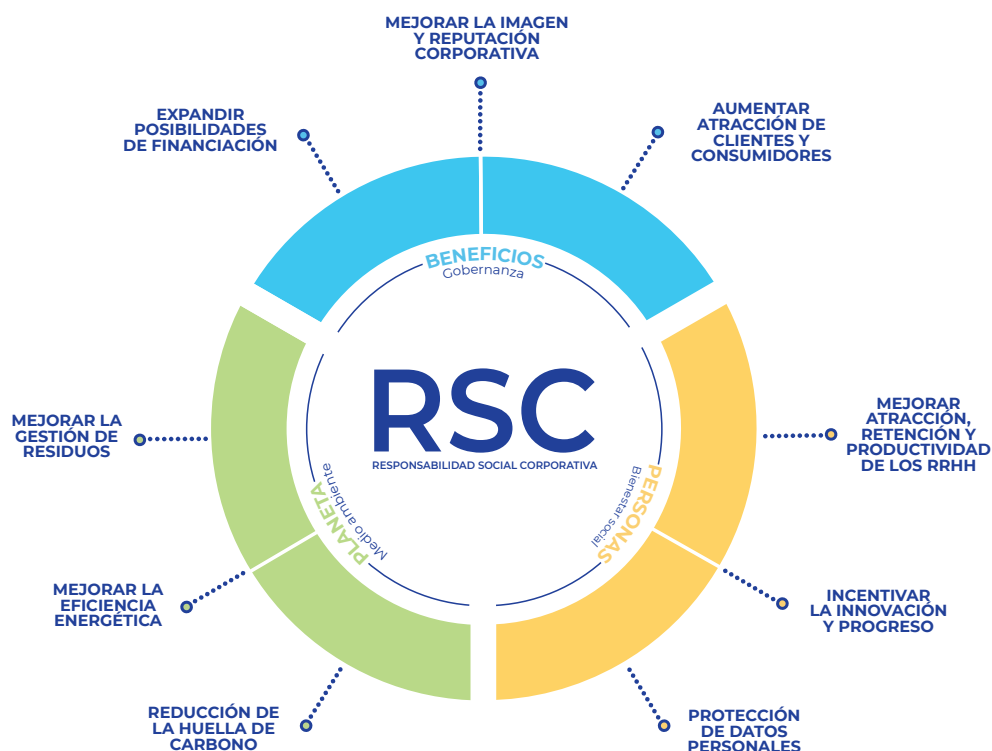 MEJORAR LA IMAGEN
Y REPUTACIÓN
CORPORATIVA
EXPANDIR
POSIBILIDADES
DE FINANCIACIÓN
AUMENTAR
ATRACCIÓN DE
CLIENTES Y
CONSUMIDORES
BENEFICIOS
Gobernanza
RSC
RESPONSABILIDAD SOCIAL CORPORATIVA
MEJORAR LA
GESTIÓN DE
RESIDUOS
MEJORAR
ATRACCIÓN,
RETENCIÓN Y
PRODUCTIVIDAD
DE LOS RRHH
PLANETA
Medio ambiente
PERSONAS
Bienestar social
MEJORAR LA
EFICIENCIA
ENERGÉTICA
INCENTIVAR
LA INNOVACIÓN
Y PROGRESO
REDUCCIÓN DE
LA HUELLA DE
CARBONO
PROTECCIÓN
DE DATOS
PERSONALES